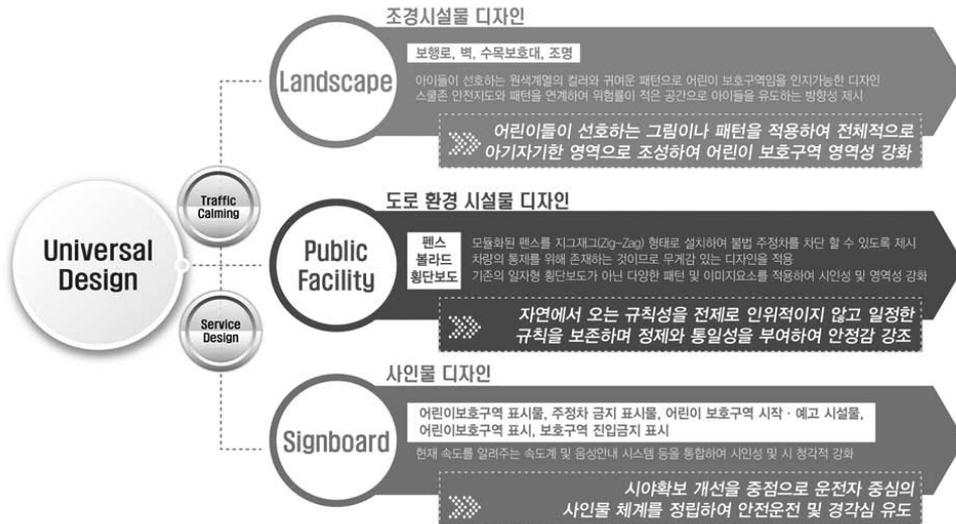 Universal
Design
Traffic
Calming
Service
Design
조경시설물 디자인
Landscape
보행로, 벽, 수목보호대, 조명
아이들이 선호하는 원색계열의 컬러와 귀여운 패턴으로 어린이 보호구역임을 인지가능한 디자인
스쿨존 안전지도와 패턴을 연계하여 위험률이 적은 공간으로 아이들을 유도하는 방향성 제시
어린이들이 선호하는 그림이나 패턴을 적용하여 전체적으로
아기자기한 영역으로 조성하여 어린이 보호구역 영역성 강화
도로 환경 시설물 디자인
Public
Facility
펜스
볼라드
횡단보도
모듈화된 펜스를 지그재그(Zig-Zag) 형태로 설치하여 불법 주정차를 차단 할 수 있도록 제시
차량의 통제를 위해 존재하는 것이므로 무게감 있는 디자인을 적용
기존의 일자형 횡단보도가 아닌 다양한 패턴 및 이미지요소를 적용하여 시인성 및 영역성 강화
자연에서 오는 규칙성을 전제로 인위적이지 않고 일정한
규칙을 보존하며 정제와 통일성을 부여하여 안정감 강조
사인물 디자인
Signboard
어린이보호구역 표시물, 주정차 금지 표시물, 어린이 보호구역 시작 · 예고 시설물,
어린이보호구역 표시, 보호구역 진입금지 표시
현재 속도를 알려주는 속도계 및 음성안내 시스템 등을 통합하여 시인성 및 시 청각적 강화
시야확보 개선을 중점으로 운전자 중심의
사인물 체계를 정립하여 안전운전 및 경각심 유도